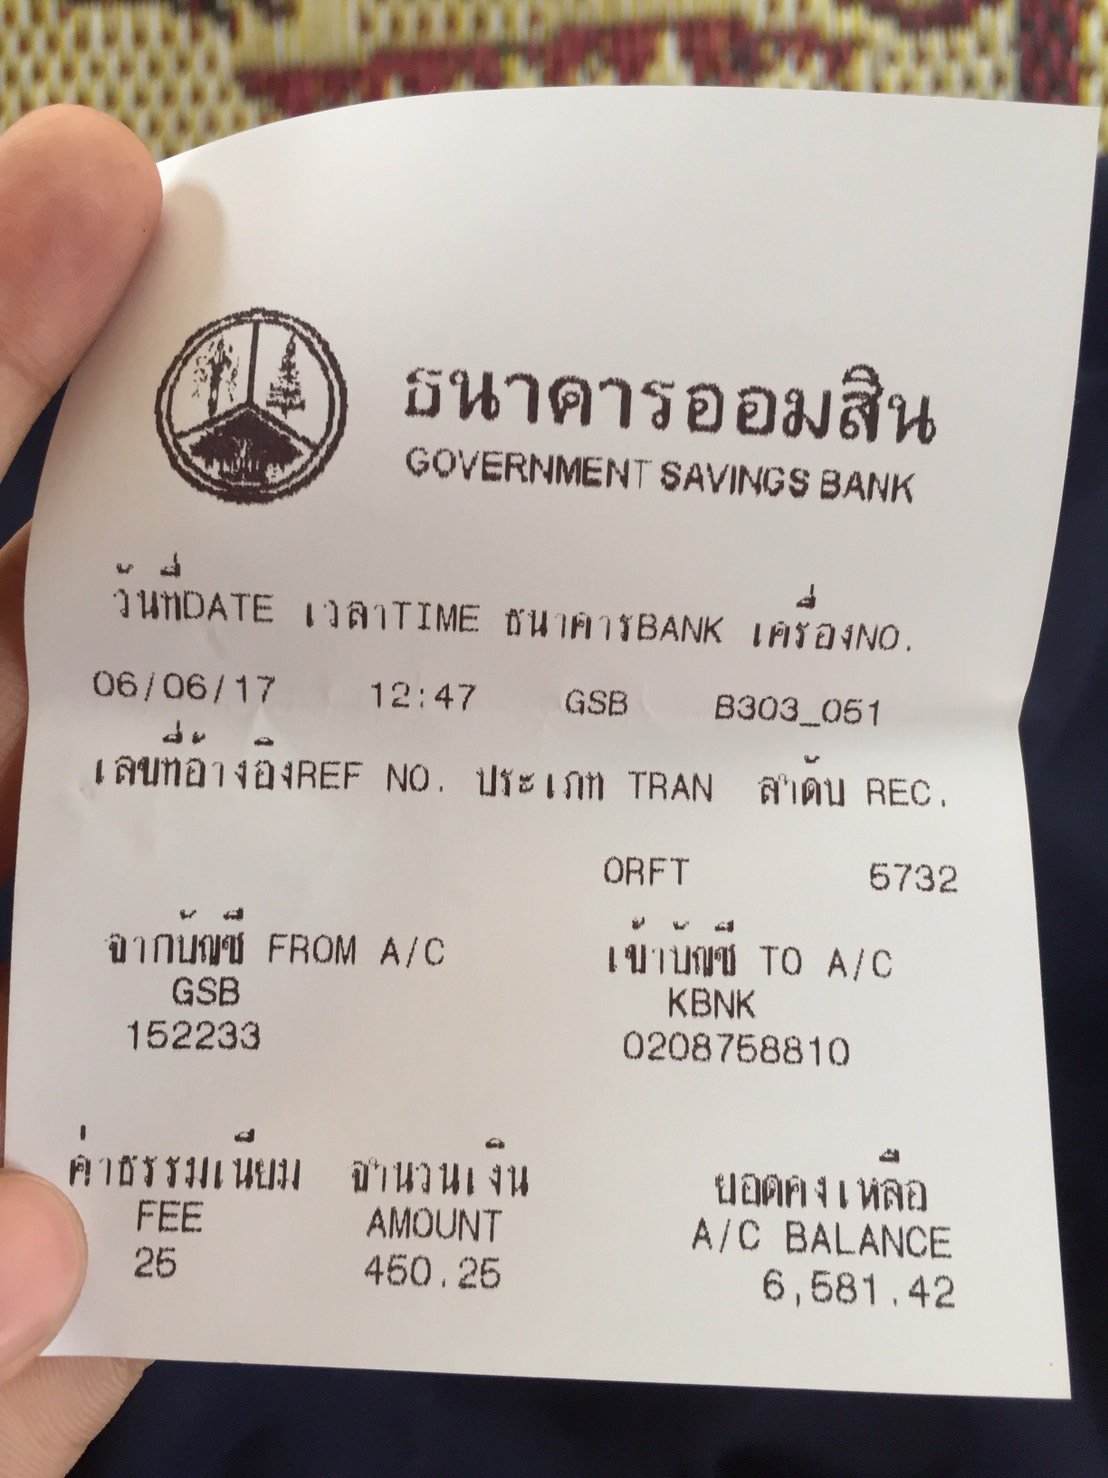 ธนาคารออมสิน
GOVERNMENT SAVINGS BANK
วันที่DATE เวลาTIME ธนาคารBANK เครื่องNO.
06/06/17 12:47 GSB B303_051
เลขที่อ้างอิงREF NO. ประเภท TRAN ลำดับ REC.
ORFT 5732
จากบัญชี FROM A/C เข้าบัญชี TO A/C
GSB KBNK
152233 0208758810
ค่าธรรมเนียม จำนวนเงิน ยอดคงเหลือ
FEE AMOUNT A/C BALANCE
25 450.25 6,581.42